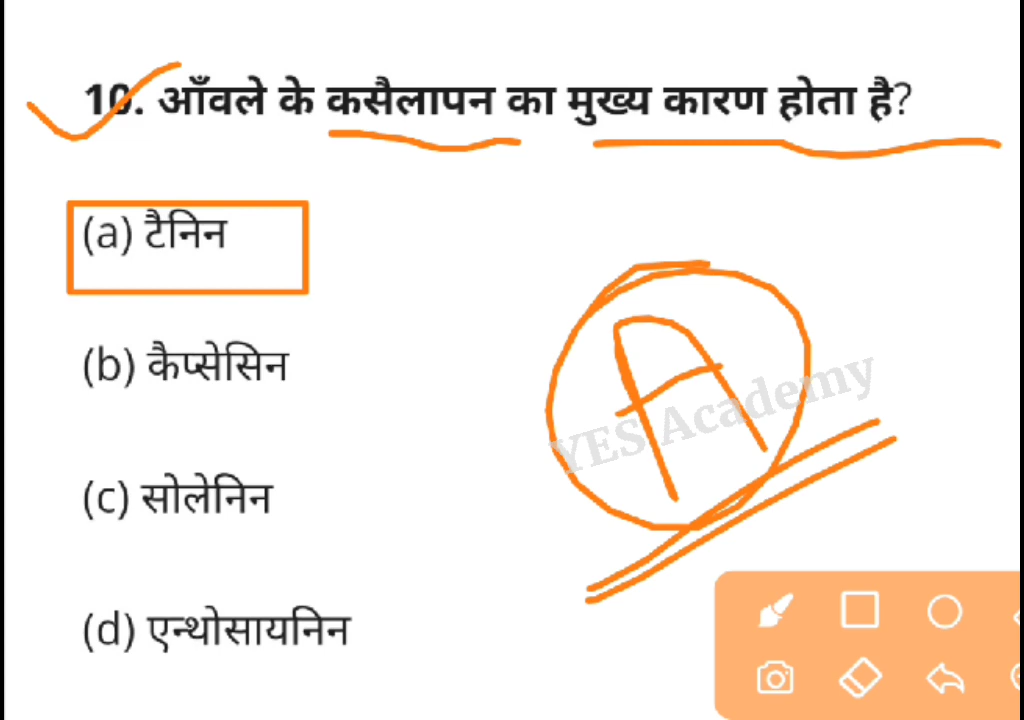 10. आँवले के कसैलापन का मुख्य कारण होता है?
(a) टैनिन
(b) कैप्सेसिन
A
YES Academy
(c) सोलेनिन
(d) एन्थोसायनिन